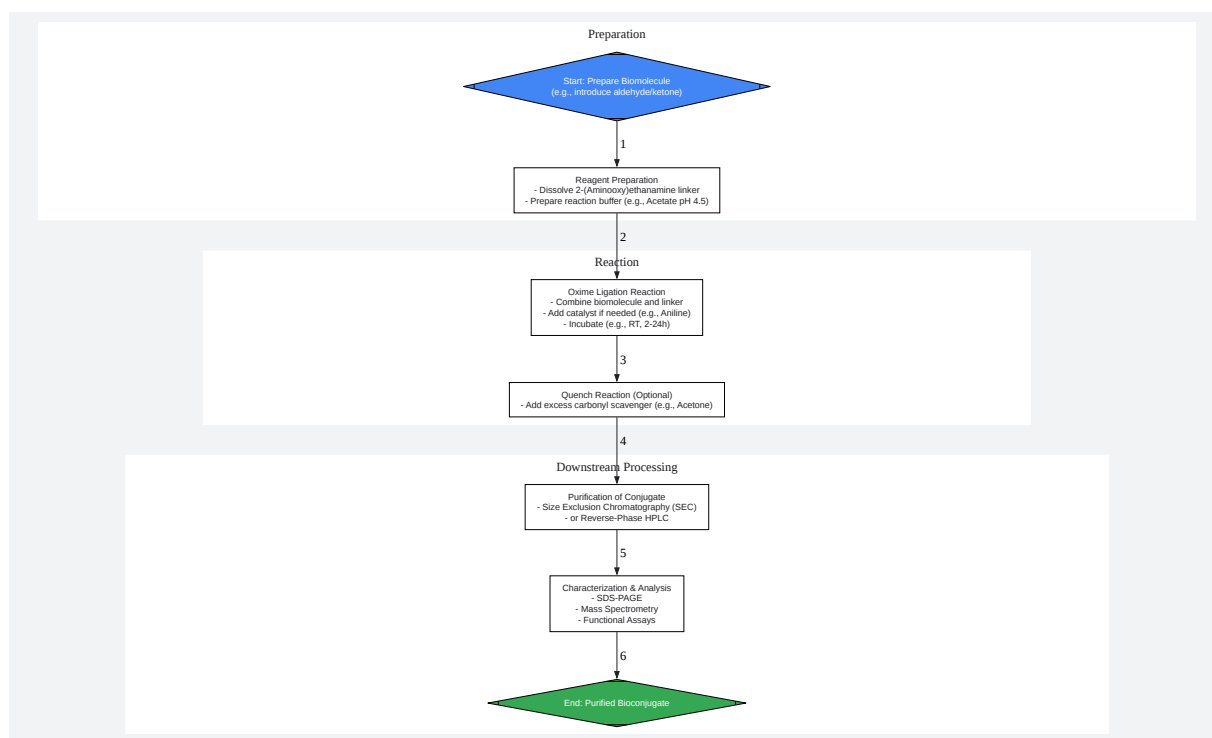 Preparation
Start: Prepare Biomolecule
(e.g., introduce aldehyde/ketone)
1
Reagent Preparation
- Dissolve 2-(Aminooxy)ethanamine linker
- Prepare reaction buffer (e.g., Acetate pH 4.5)
2
Reaction
Oxime Ligation Reaction
- Combine biomolecule and linker
- Add catalyst if needed (e.g., Aniline)
- Incubate (e.g., RT, 2-24h)
3
Quench Reaction (Optional)
- Add excess carbonyl scavenger (e.g., Acetone)
4
Downstream Processing
Purification of Conjugate
- Size Exclusion Chromatography (SEC)
- or Reverse-Phase HPLC
5
Characterization & Analysis
- SDS-PAGE
- Mass Spectrometry
- Functional Assays
6
End: Purified Bioconjugate